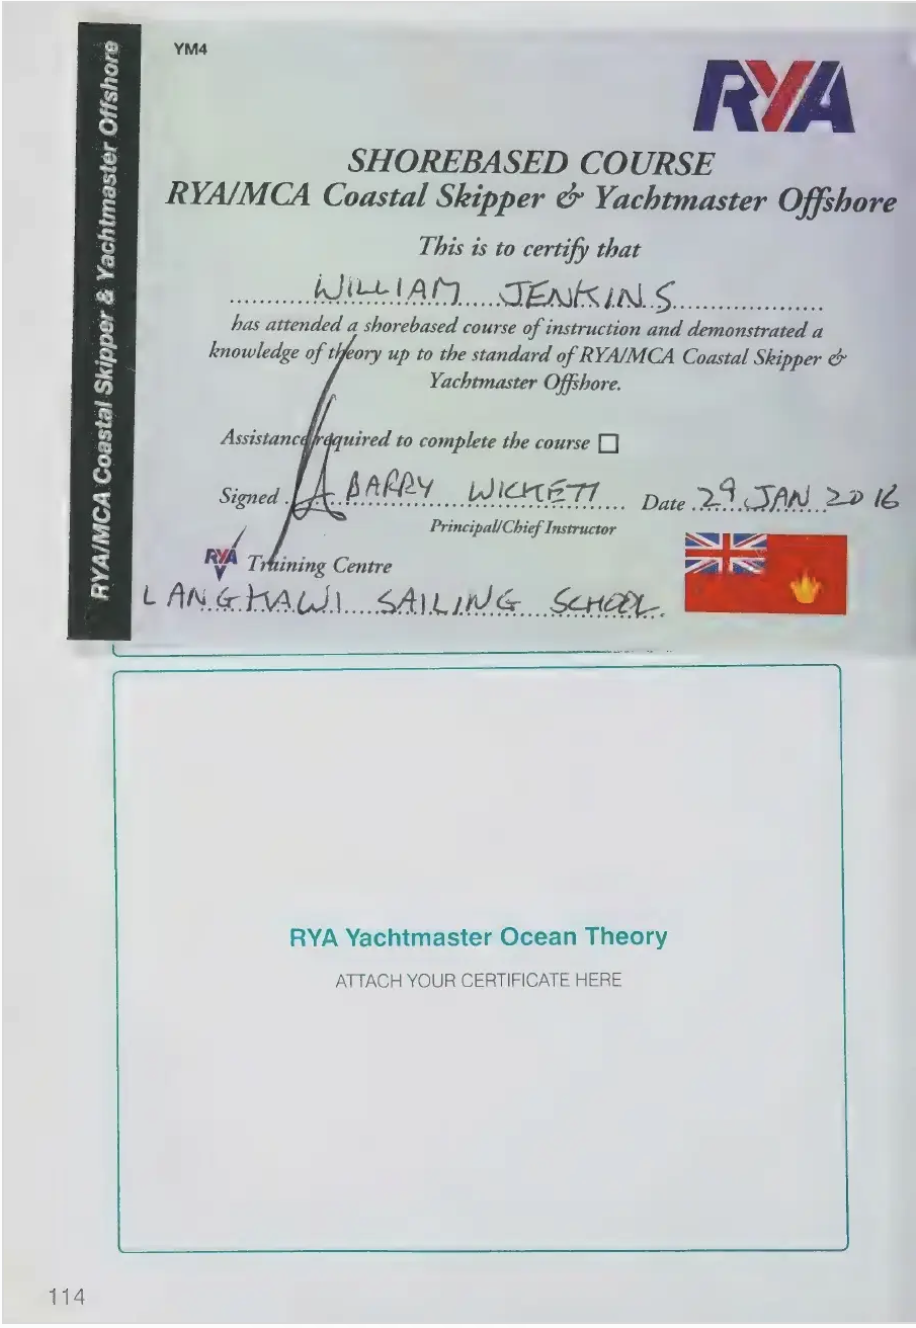 RYA/MCA Coastal Skipper & Yachtmaster Offshore
YM4
RYA
SHOREBASED COURSE
RYA/MCA Coastal Skipper & Yachtmaster Offshore
This is to certify that
WILLIAM JENKINS
has attended a shorebased course of instruction and demonstrated a
knowledge of theory up to the standard of RYA/MCA Coastal Skipper &
Yachtmaster Offshore.
Assistance required to complete the course
Signed BARRY WICKETT Date 29 JAN 2016
Principal/Chief Instructor
RYA Training Centre
LANGKAWI SAILING SCHOOL.
RYA Yachtmaster Ocean Theory
ATTACH YOUR CERTIFICATE HERE
114